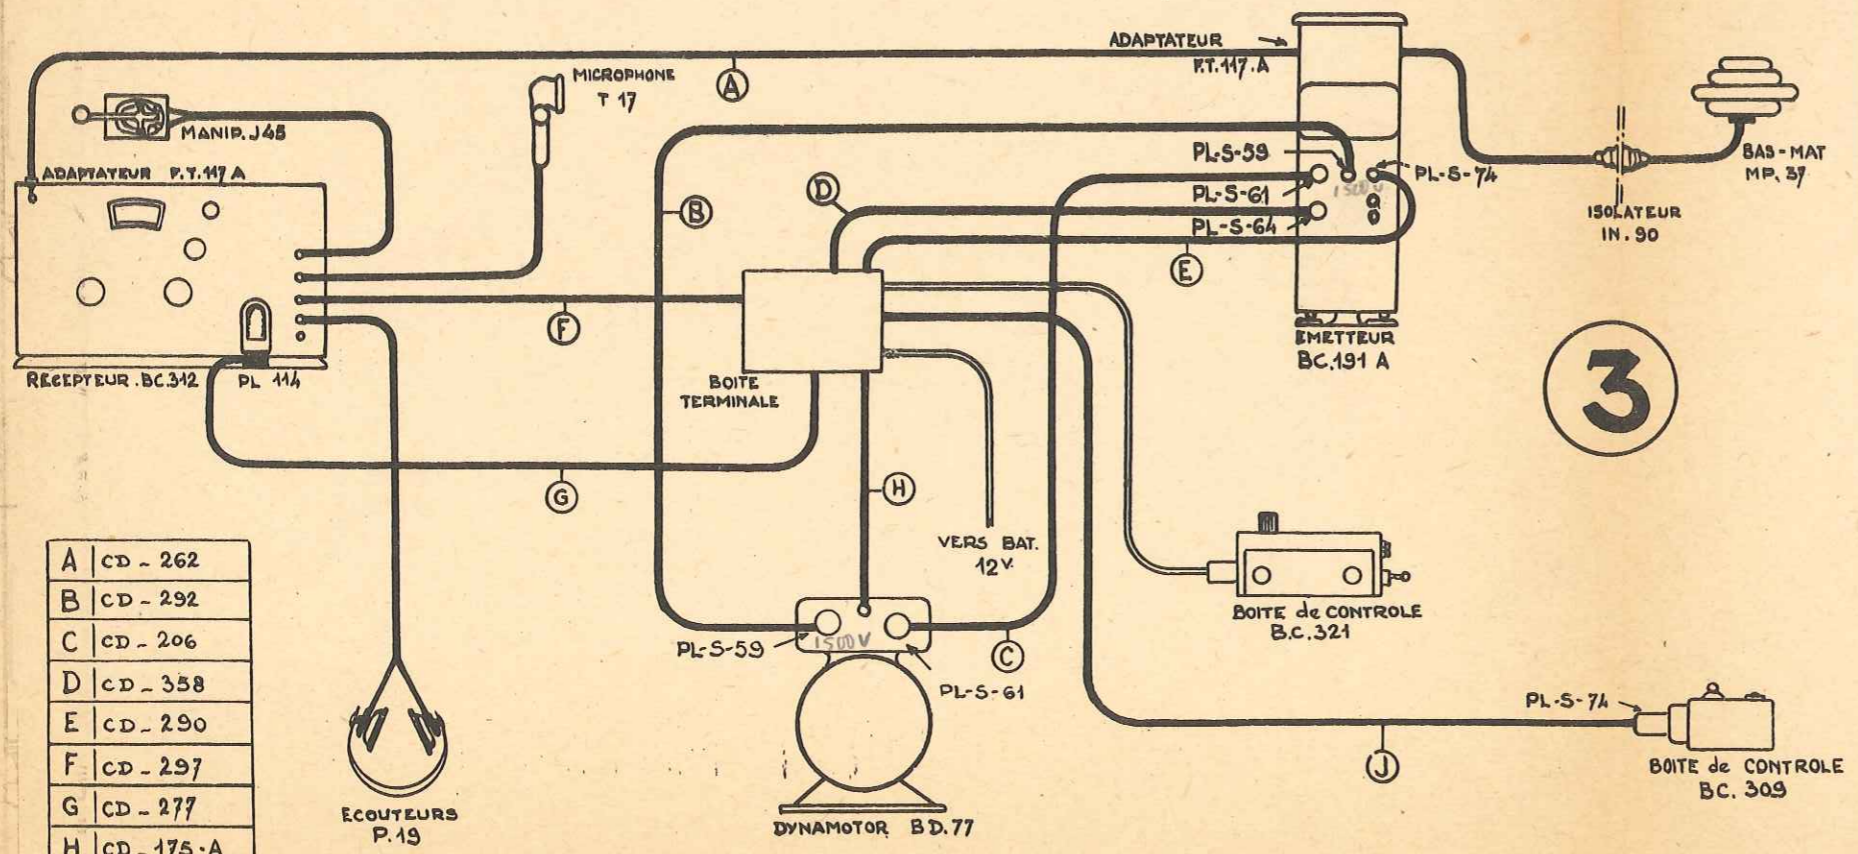 ADAPTATEUR
F.T.117.A
MICROPHONE
T 17
A
MANIP. J45
ADAPTATEUR F.T.117A
PL-S-59
PL-S-74
BAS-MAT
MP. 37
PL-S-61
1500 V
D
B
PL-S-64
ISOLATEUR
IN. 90
E
F
EMETTEUR
BC.191 A
3
RECEPTEUR.BC.312
PL 114
BOITE
TERMINALE
G
H
VERS BAT.
12V.
A CD - 262
B CD - 292
C CD - 206
D CD - 358
E CD - 290
F CD - 297
G CD - 277
H CD - 175.A
BOITE de CONTROLE
B.C.321
PL-S-59
1500 V
C
PL-S-61
PL-S-74
J
BOITE de CONTROLE
BC. 309
ECOUTEURS
P.19
DYNAMOTOR BD.77